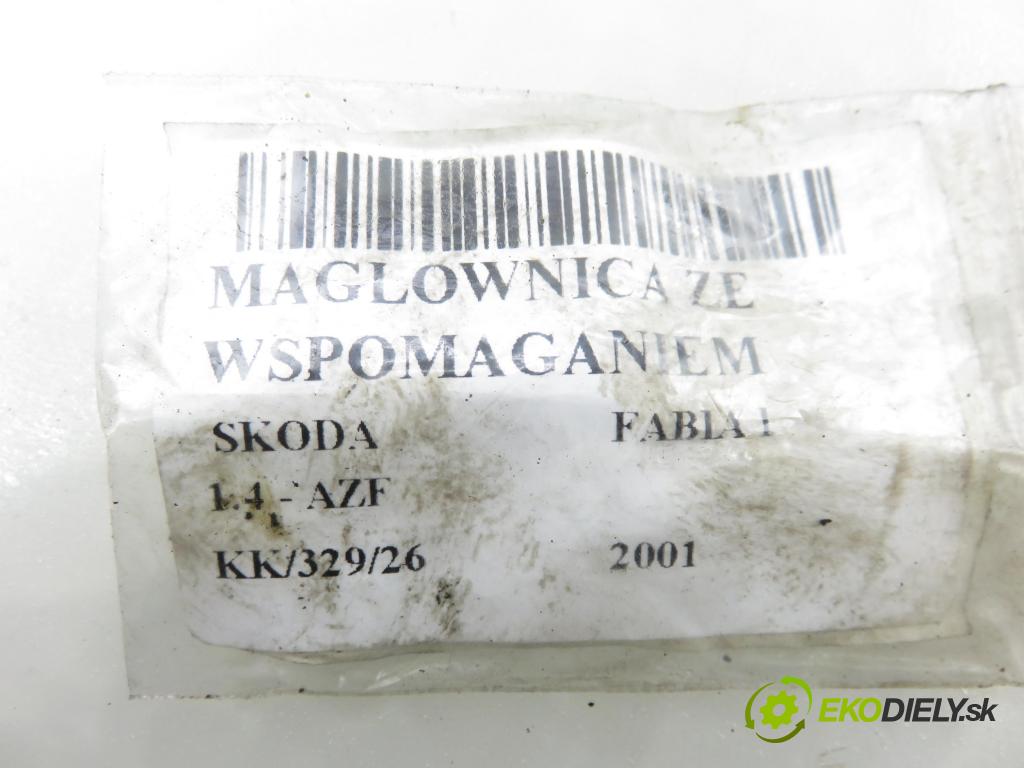 MAGLOWNICA ZE
WSPOMAGANIEM
SKODA FABIA I
1.4 - AZF
KK/329/26 2001
EKODIELY.sk